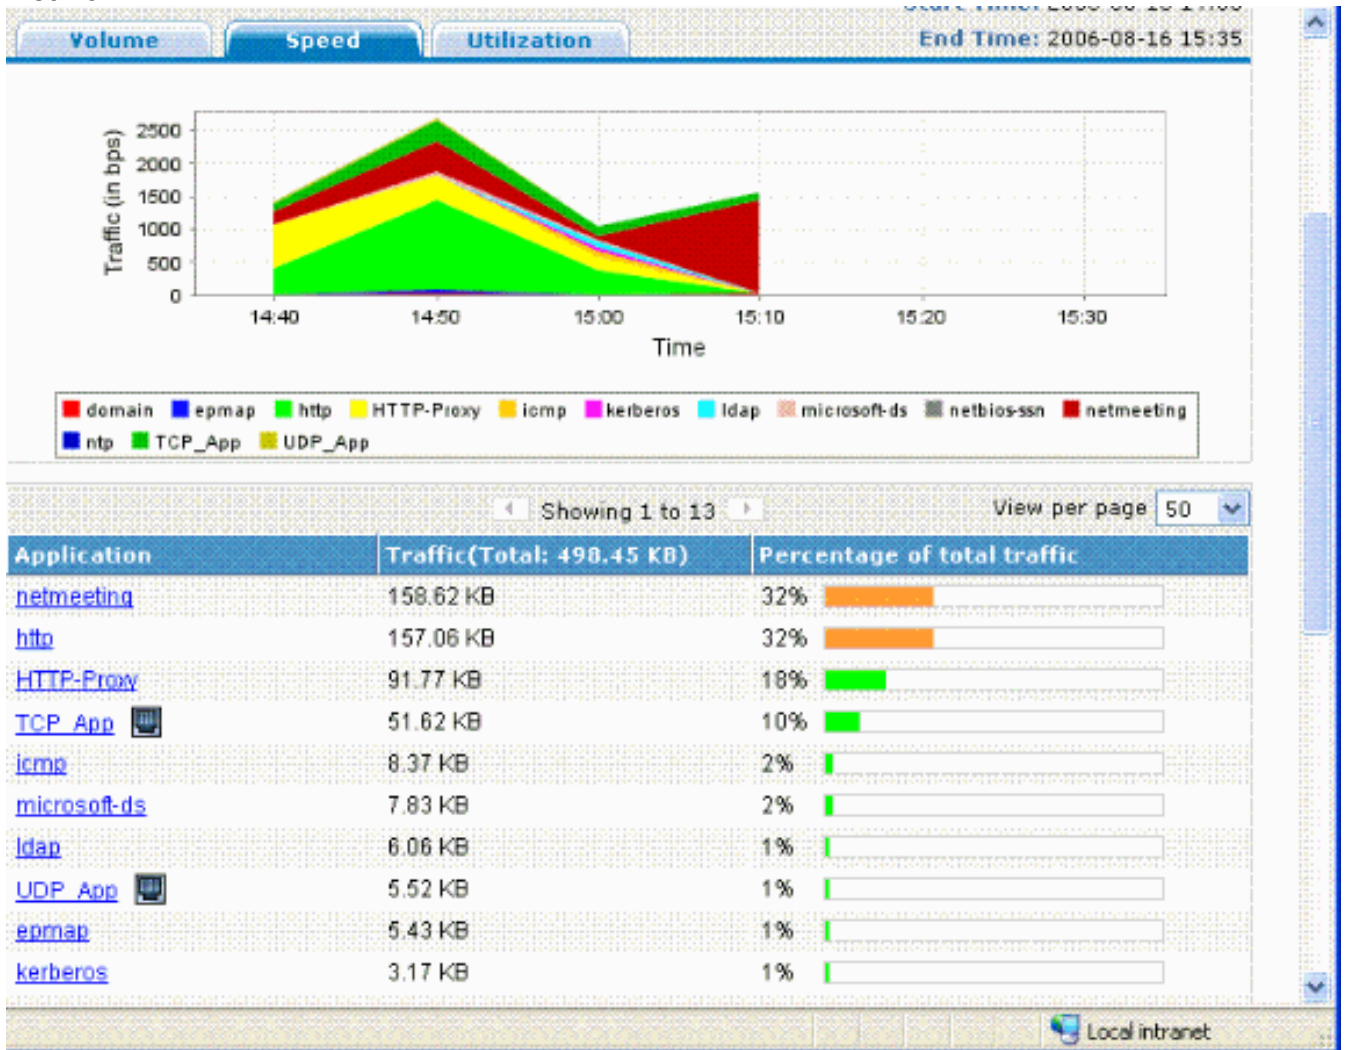 Volume Speed Utilization
End Time: 2006-08-16 15:35
2500
2000
1500
1000
500
0
Traffic (in bps)
14:40 14:50 15:00 15:10 15:20 15:30
Time
domain epmap http HTTP-Proxy icmp kerberos ldap microsoft-ds netbios-ssn netmeeting
ntp TCP_App UDP_App
Showing 1 to 13 View per page 50
Application Traffic(Total: 498.45 KB) Percentage of total traffic
netmeeting 158.62 KB 32%
http 157.06 KB 32%
HTTP-Proxy 91.77 KB 18%
TCP_App 51.62 KB 10%
icmp 8.37 KB 2%
microsoft-ds 7.83 KB 2%
ldap 6.06 KB 1%
UDP_App 5.52 KB 1%
epmap 5.43 KB 1%
kerberos 3.17 KB 1%
Local intranet